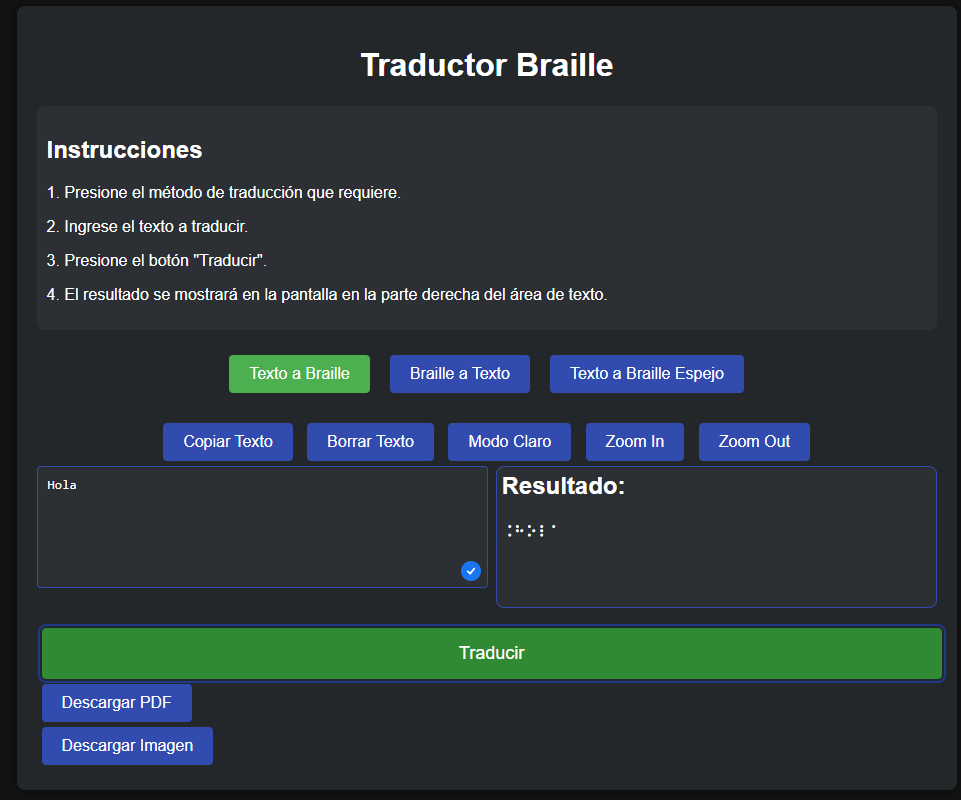 Traductor Braille
Instrucciones
1. Presione el método de traducción que requiere.
2. Ingrese el texto a traducir.
3. Presione el botón "Traducir".
4. El resultado se mostrará en la pantalla en la parte derecha del área de texto.
Texto a Braille
Braille a Texto
Texto a Braille Espejo
Copiar Texto
Borrar Texto
Modo Claro
Zoom In
Zoom Out
Hola
Resultado:
⠨⠓⠕⠇⠁
Traducir
Descargar PDF
Descargar Imagen